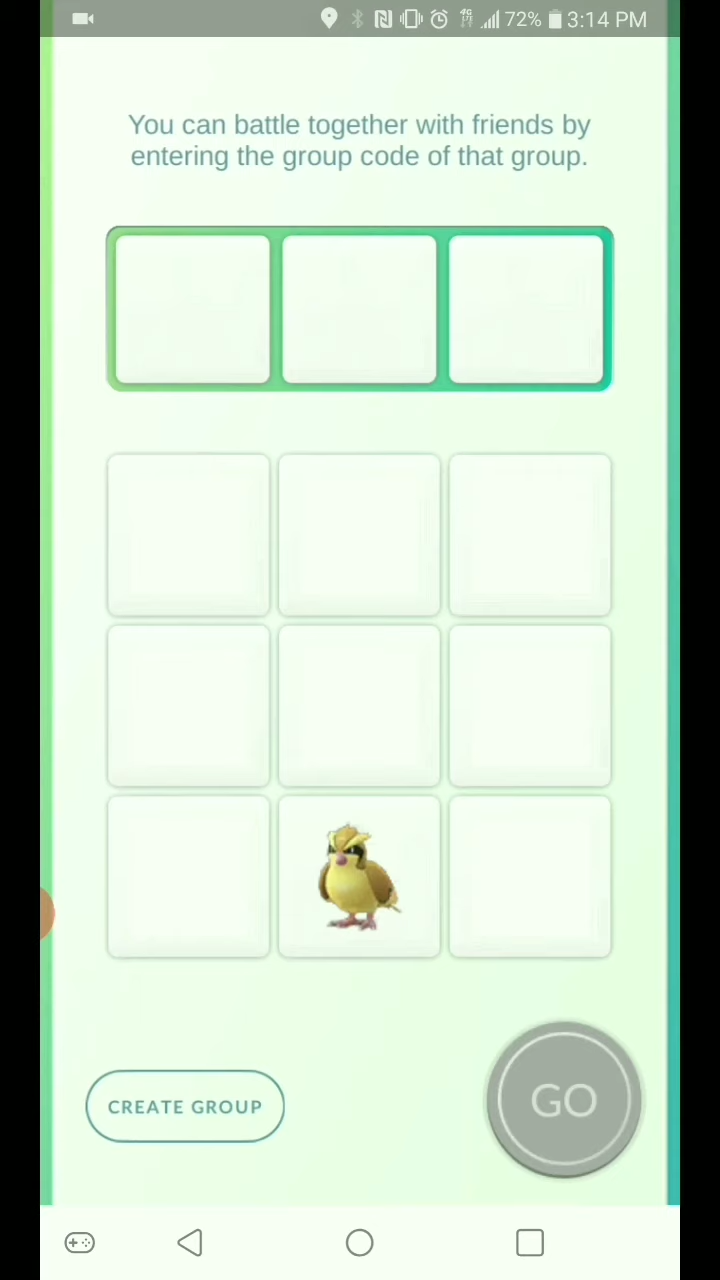 72% 3:14 PM
You can battle together with friends by
entering the group code of that group.
CREATE GROUP
GO